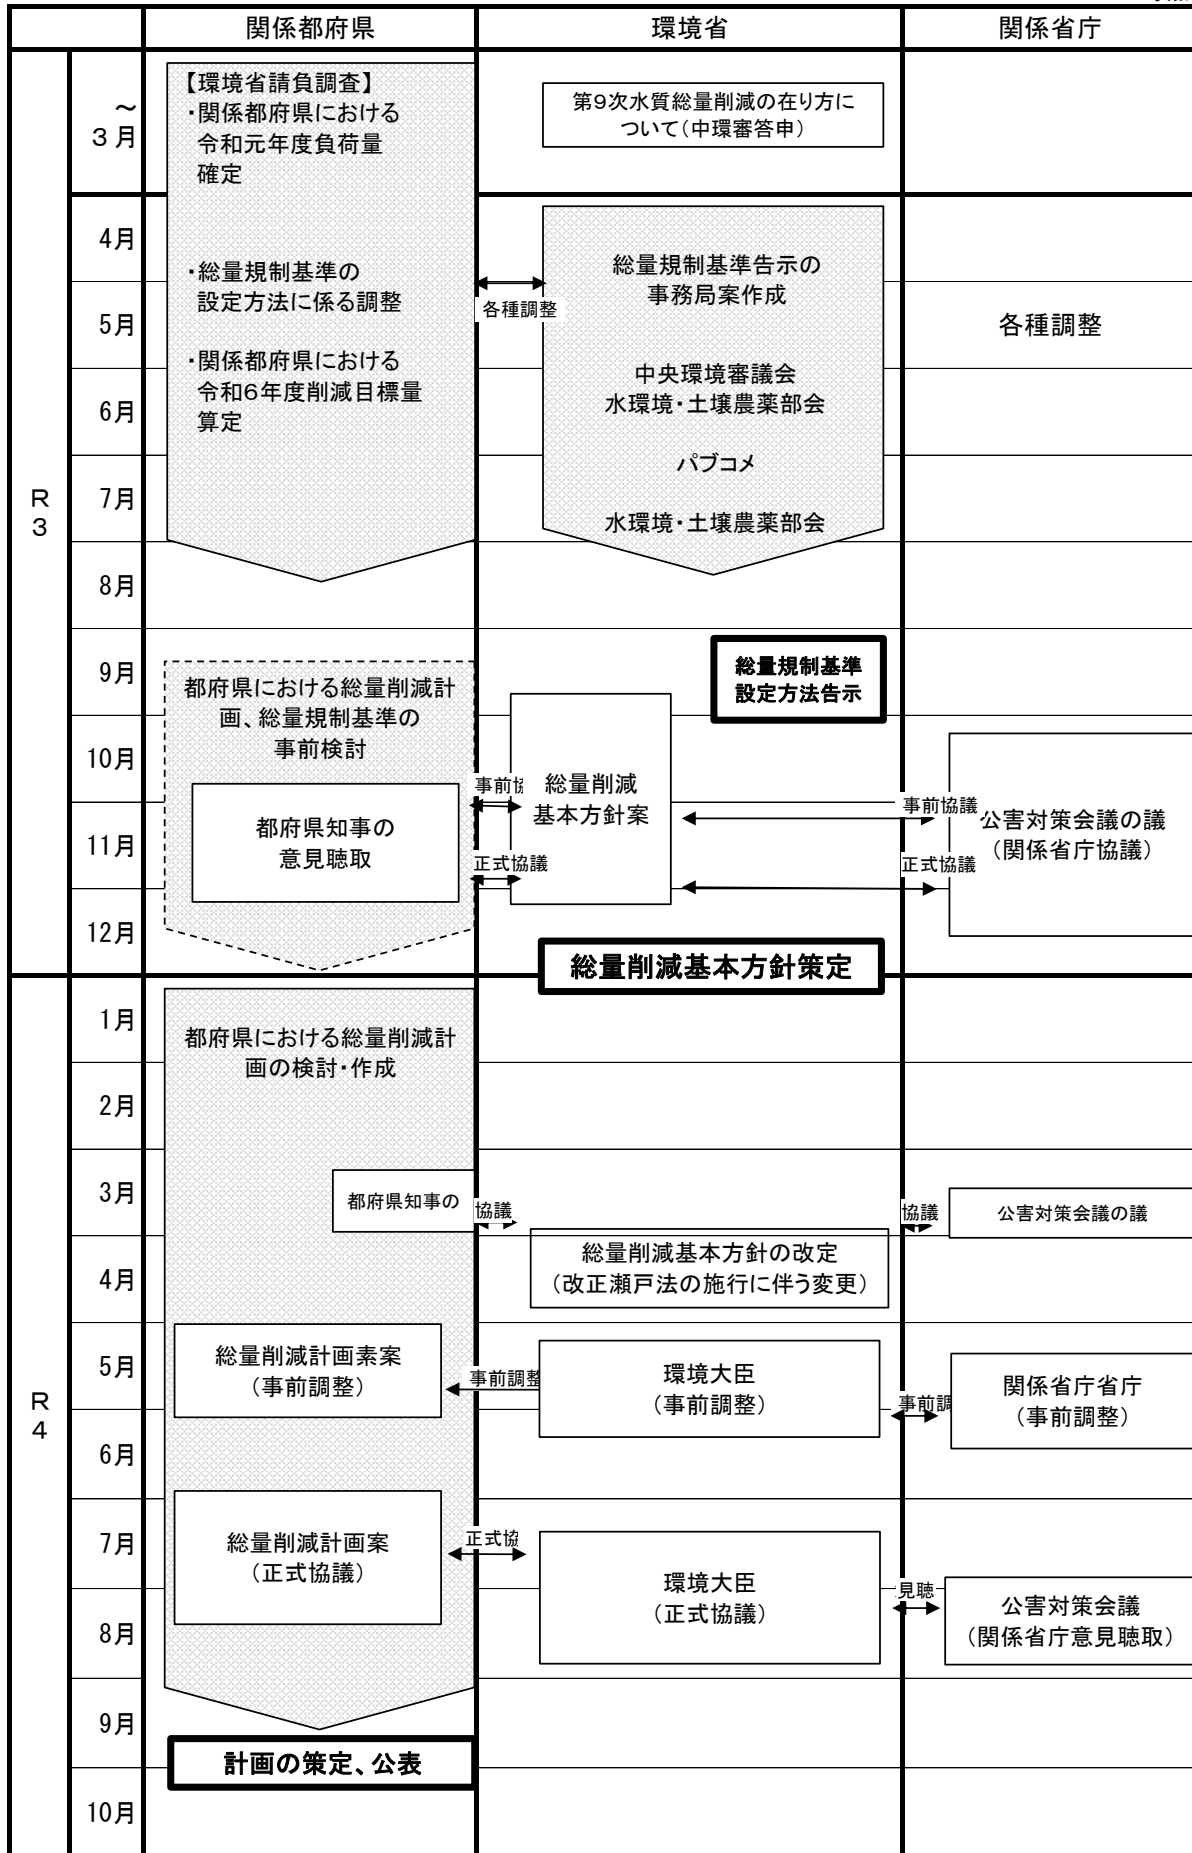 関係都府県
環境省
関係省庁
R
3
～
3月
【環境省請負調査】
・関係都府県における
令和元年度負荷量
確定
第9次水質総量削減の在り方に
ついて（中環審答申）
4月
・総量規制基準の
設定方法に係る調整
各種調整
総量規制基準告示の
事務局案作成
5月
各種調整
・関係都府県における
令和6年度削減目標量
算定
中央環境審議会
水環境・土壌農薬部会
6月
パブコメ
7月
水環境・土壌農薬部会
8月
9月
総量規制基準
設定方法告示
都府県における総量削減計
画、総量規制基準の
事前検討
10月
事前協
総量削減
基本方針案
事前協議
公害対策会議の議
（関係省庁協議）
11月
都府県知事の
意見聴取
正式協議
正式協議
12月
総量削減基本方針策定
R
4
1月
都府県における総量削減計
画の検討・作成
2月
3月
都府県知事の
協議
協議
公害対策会議の議
4月
総量削減基本方針の改定
（改正瀬戸法の施行に伴う変更）
5月
総量削減計画素案
（事前調整）
事前調整
環境大臣
（事前調整）
事前調
関係省庁省庁
（事前調整）
6月
7月
総量削減計画案
（正式協議）
正式協
環境大臣
（正式協議）
見聴
公害対策会議
（関係省庁意見聴取）
8月
9月
計画の策定、公表
10月